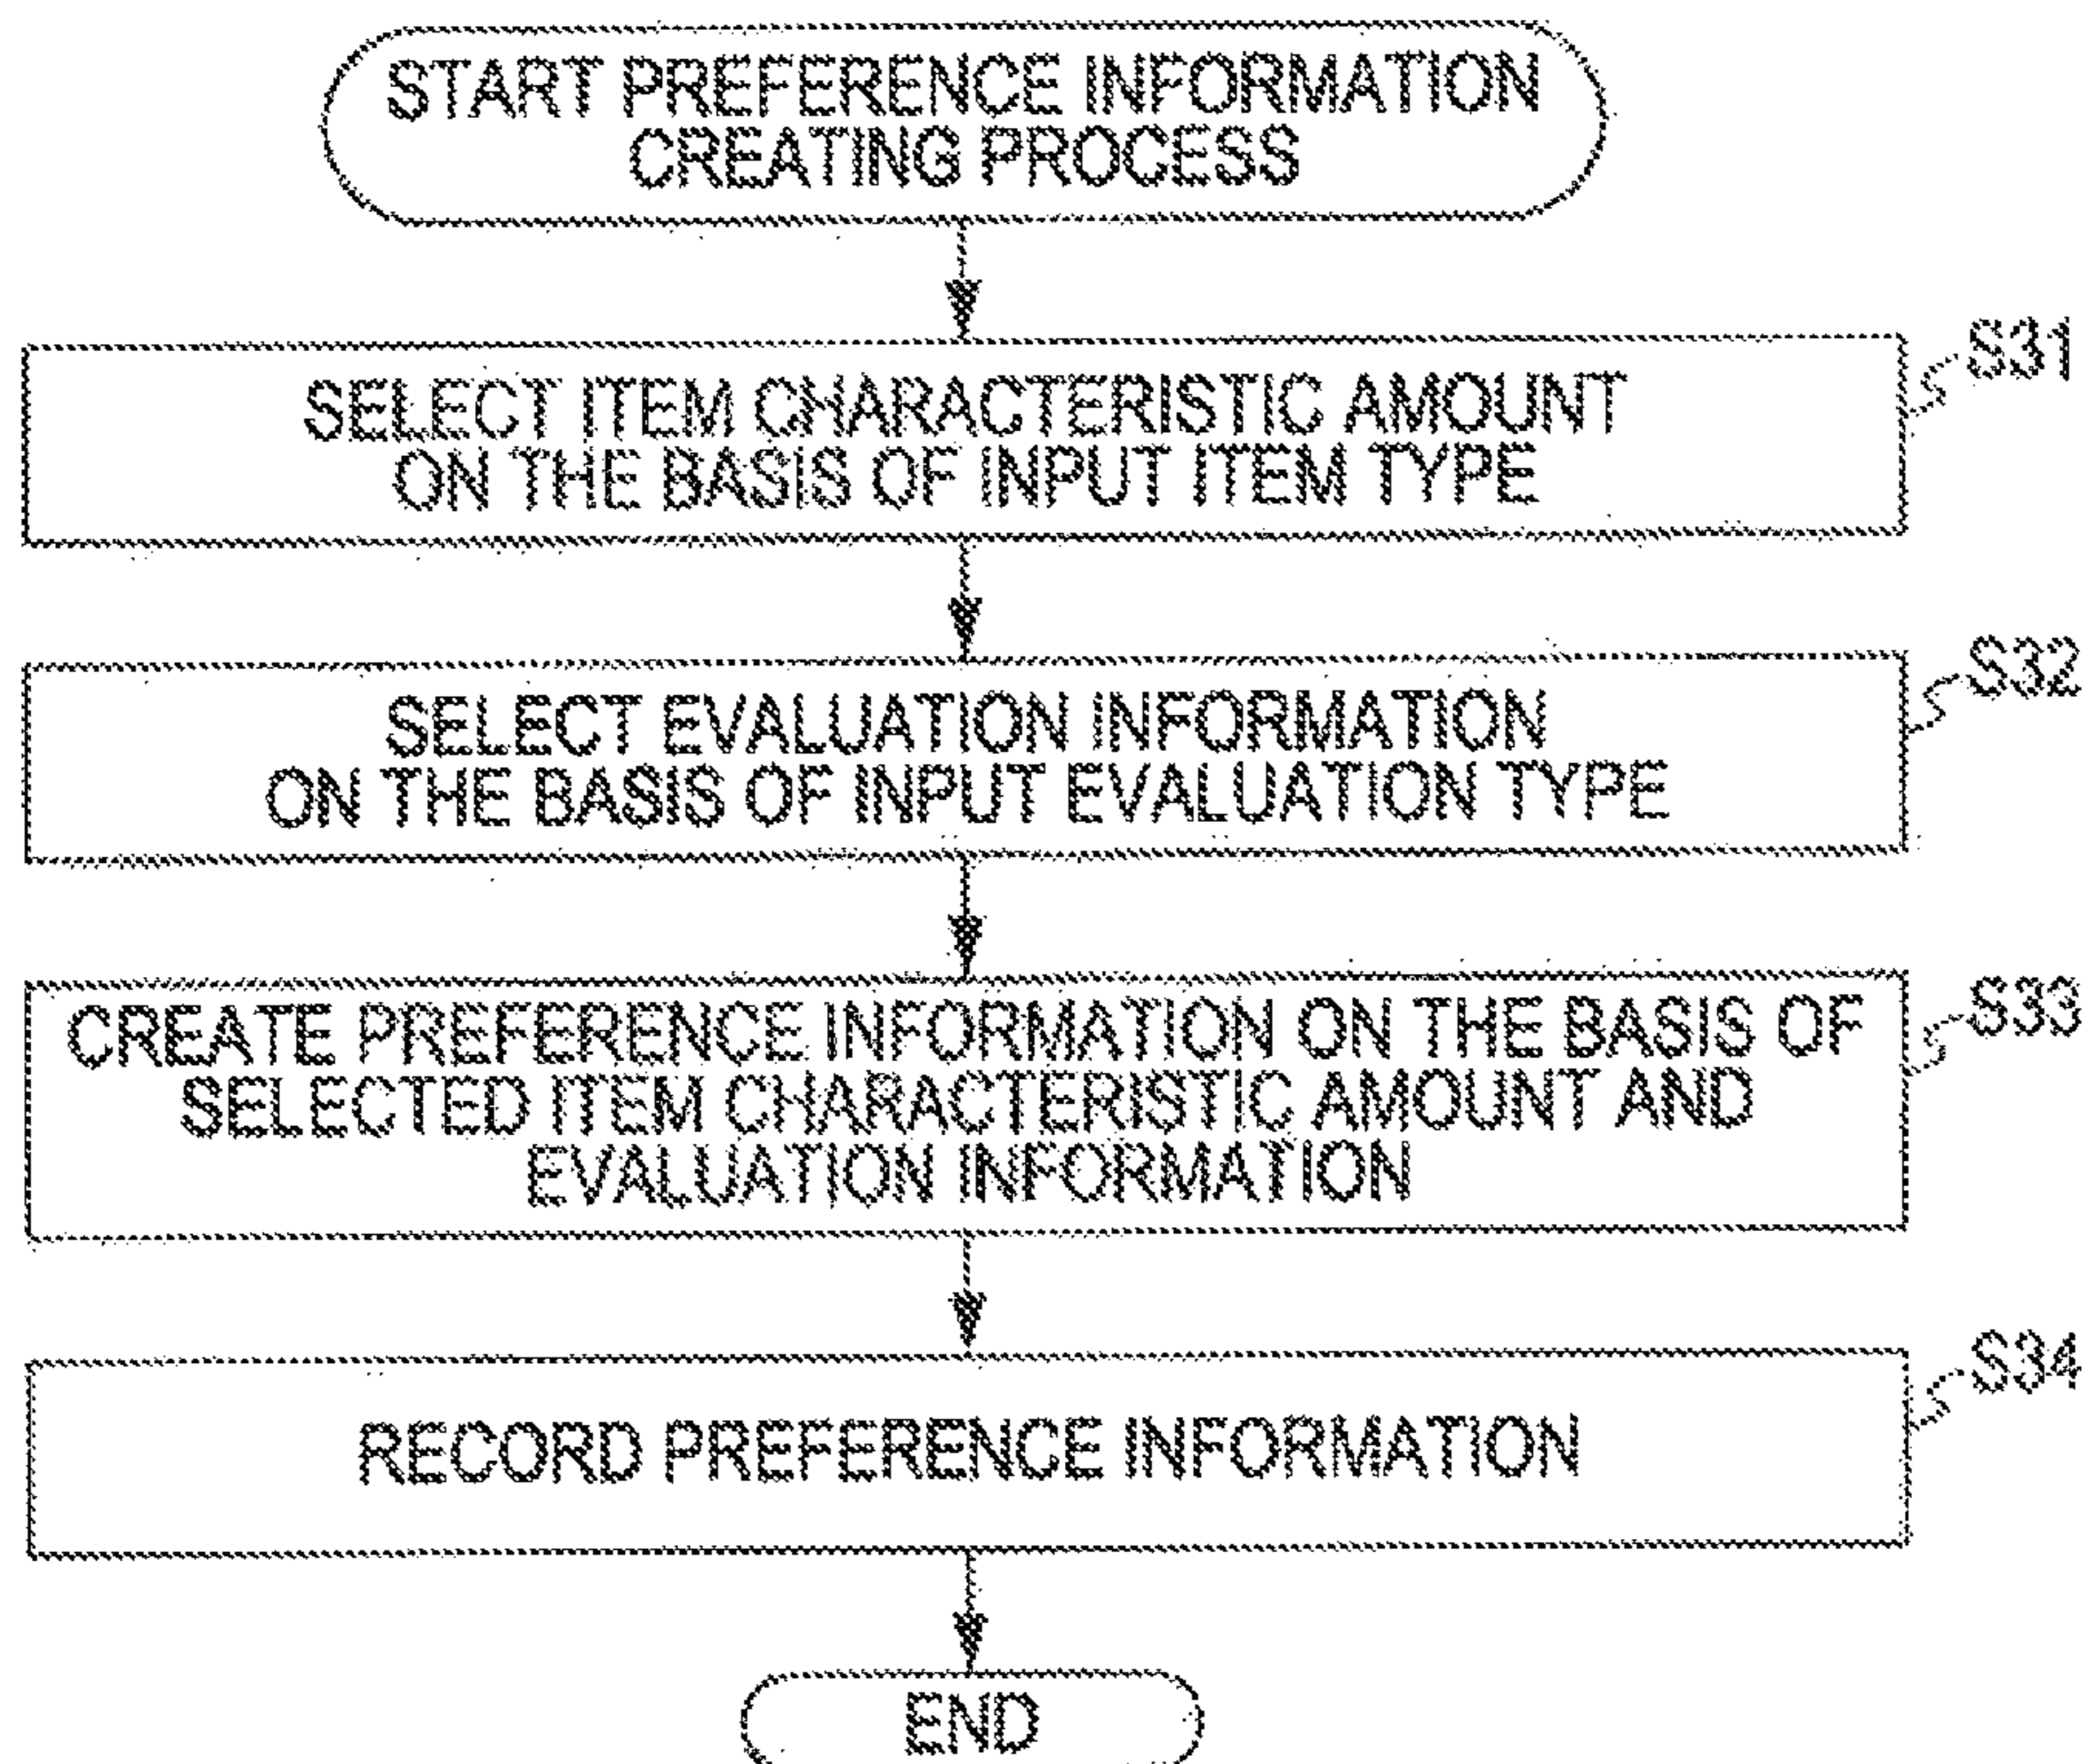 START PREFERENCE INFORMATION
CREATING PROCESS
S31
SELECT ITEM CHARACTERISTIC AMOUNT
ON THE BASIS OF INPUT ITEM TYPE
S32
SELECT EVALUATION INFORMATION
ON THE BASIS OF INPUT EVALUATION TYPE
S33
CREATE PREFERENCE INFORMATION ON THE BASIS OF
SELECTED ITEM CHARACTERISTIC AMOUNT AND
EVALUATION INFORMATION
S34
RECORD PREFERENCE INFORMATION
END